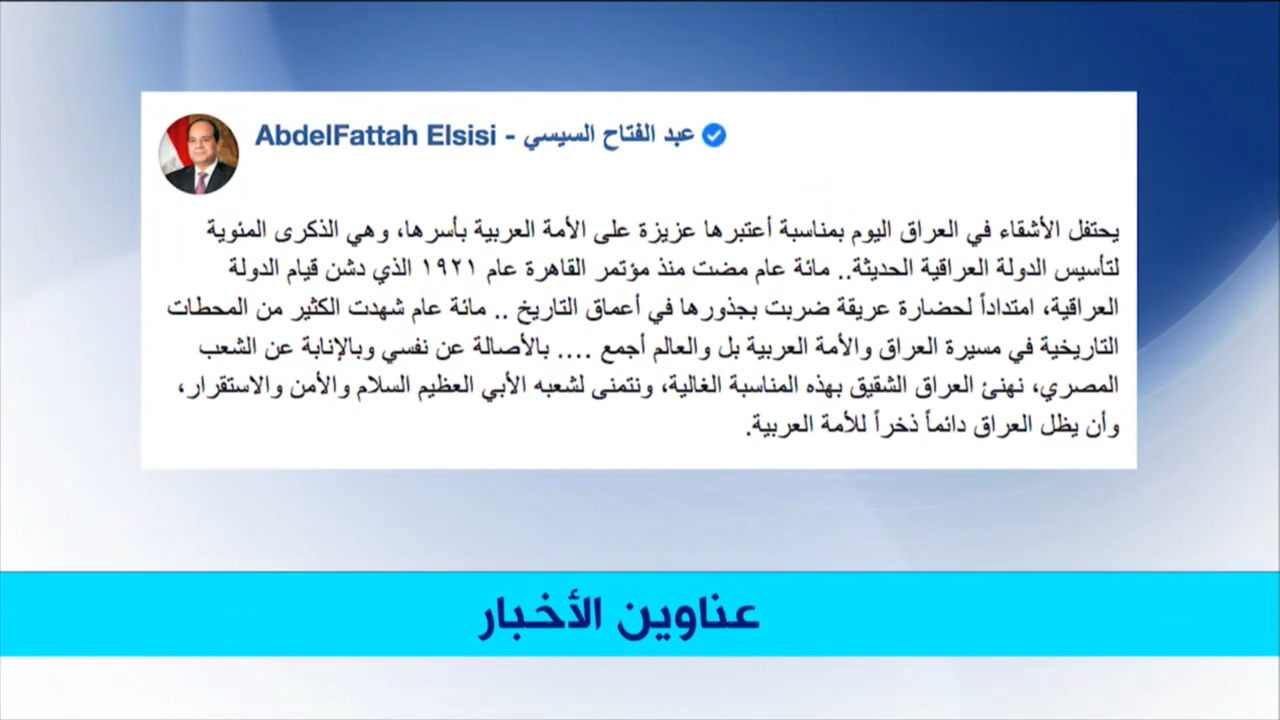 AbdelFattah Elsisi - عبد الفتاح السيسي
يحتفل الأشقاء في العراق اليوم بمناسبة أعتبرها عزيزة على الأمة العربية بأسرها، وهي الذكرى المئوية
لتأسيس الدولة العراقية الحديثة.. مائة عام مضت منذ مؤتمر القاهرة عام ١٩٢١ الذي دشن قيام الدولة
العراقية، امتداداً لحضارة عريقة ضربت بجذورها في أعماق التاريخ .. مائة عام شهدت الكثير من المحطات
التاريخية في مسيرة العراق والأمة العربية بل والعالم أجمع .... بالأصالة عن نفسي وبالإنابة عن الشعب
المصري، نهنئ العراق الشقيق بهذه المناسبة الغالية، ونتمنى لشعبه الأبي العظيم السلام والأمن والاستقرار،
وأن يظل العراق دائماً ذخراً للأمة العربية.
عناوين الأخبار